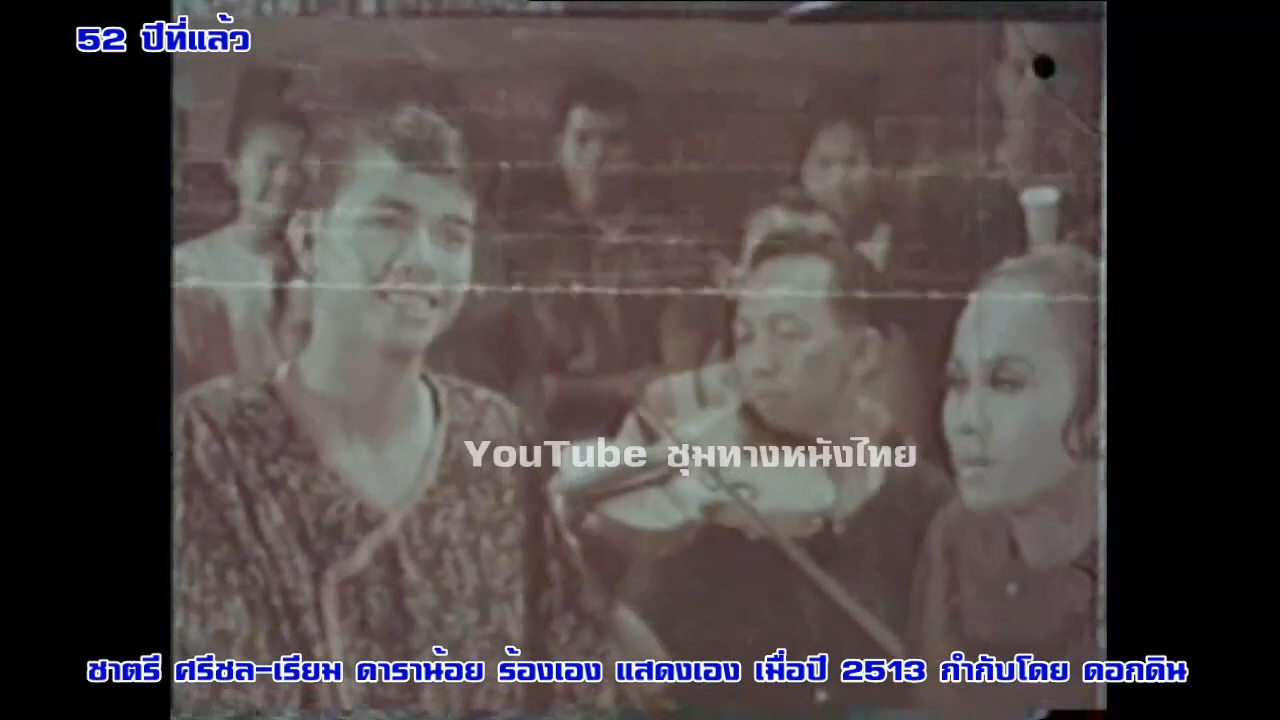 52 ปีที่แล้ว
YouTube ชุมทางหนังไทย
ชาตรี ศรีชล-เรียม ดาราน้อย ร้องเอง แสดงเอง เมื่อปี 2513 กำกับโดย ดอกดิน